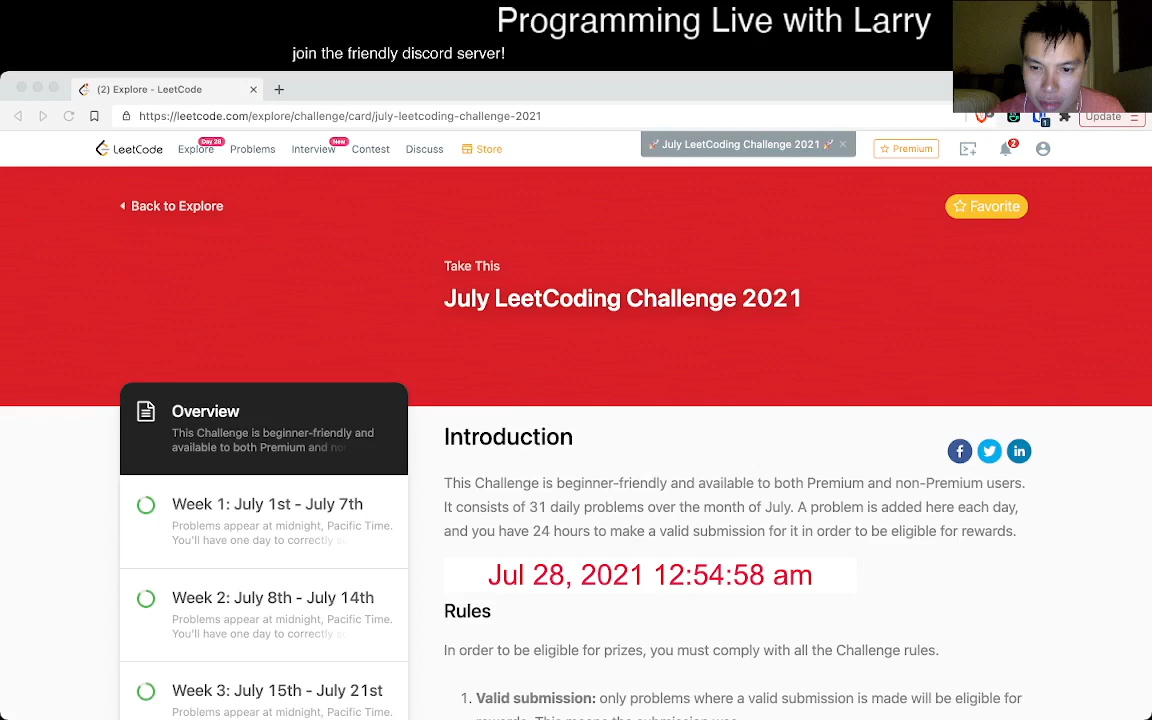 Programming Live with Larry
join the friendly discord server!
(2) Explore - LeetCode
https://leetcode.com/explore/challenge/card/july-leetcoding-challenge-2021
1
Update
LeetCode
Explore
Day 28
Problems
Interview
New
Contest
Discuss
Store
🚀 July LeetCoding Challenge 2021 🚀
Premium
2
Back to Explore
Favorite
Take This
July LeetCoding Challenge 2021
Overview
This Challenge is beginner-friendly and
available to both Premium and non
Introduction
This Challenge is beginner-friendly and available to both Premium and non-Premium users.
It consists of 31 daily problems over the month of July. A problem is added here each day,
and you have 24 hours to make a valid submission for it in order to be eligible for rewards.
Jul 28, 2021 12:54:58 am
Week 1: July 1st - July 7th
Problems appear at midnight, Pacific Time.
You'll have one day to correctly
Week 2: July 8th - July 14th
Problems appear at midnight, Pacific Time.
You'll have one day to correctly
Week 3: July 15th - July 21st
Problems appear at midnight, Pacific Time.
Rules
In order to be eligible for prizes, you must comply with all the Challenge rules.
1. Valid submission: only problems where a valid submission is made will be eligible for
rewards. This means the submission was